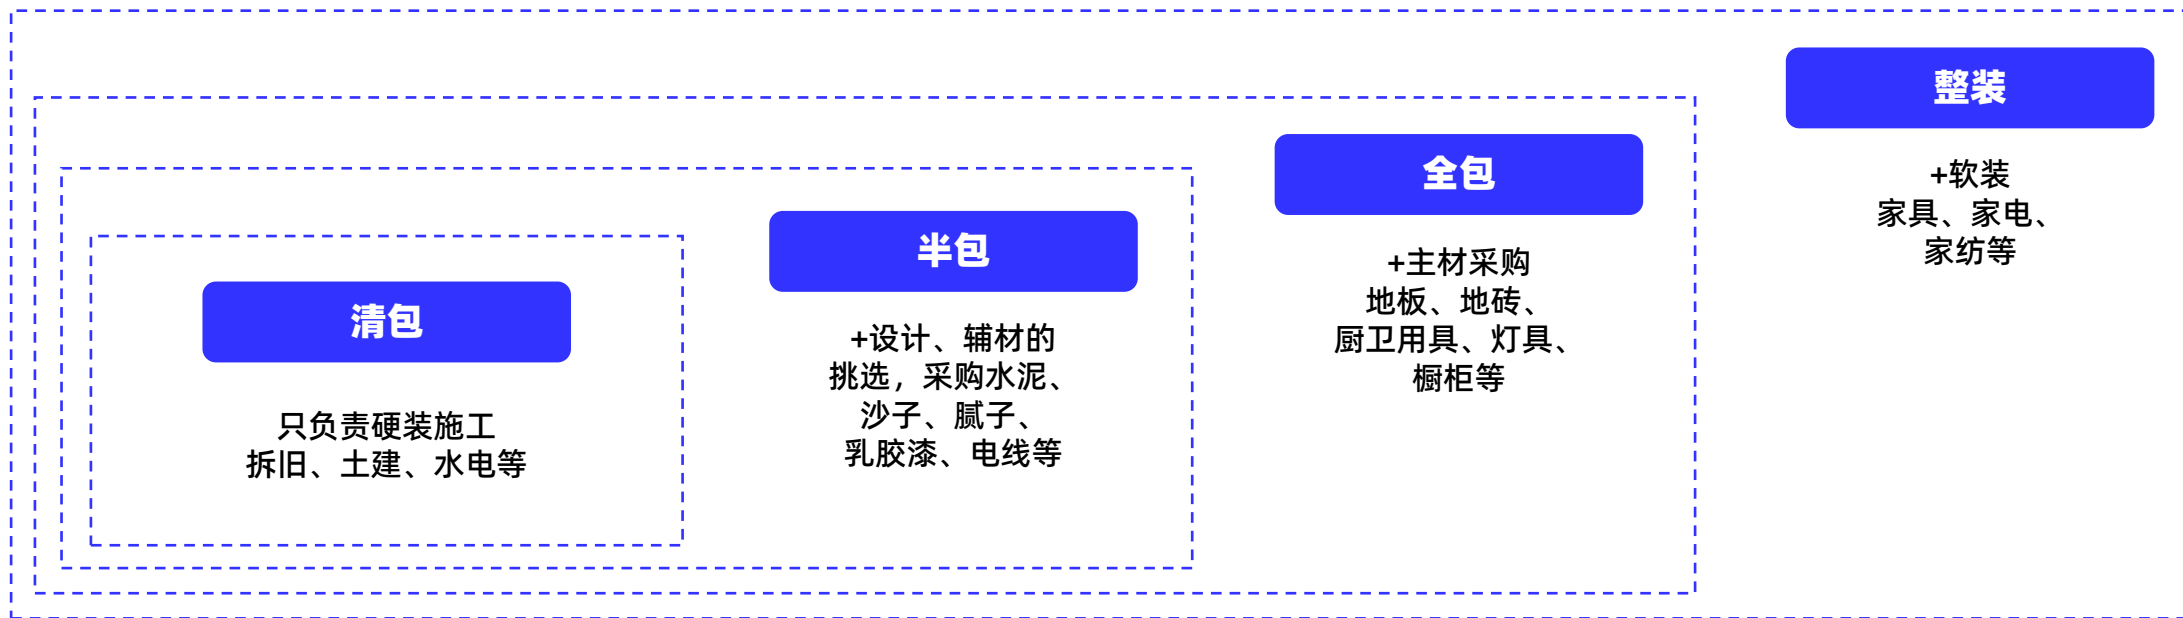 清包
只负责硬装施工
拆旧、土建、水电等
半包
+设计、辅材的
挑选，采购水泥、
沙子、腻子、
乳胶漆、电线等
全包
+主材采购
地板、地砖、
厨卫用具、灯具、
橱柜等
整装
+软装
家具、家电、
家纺等